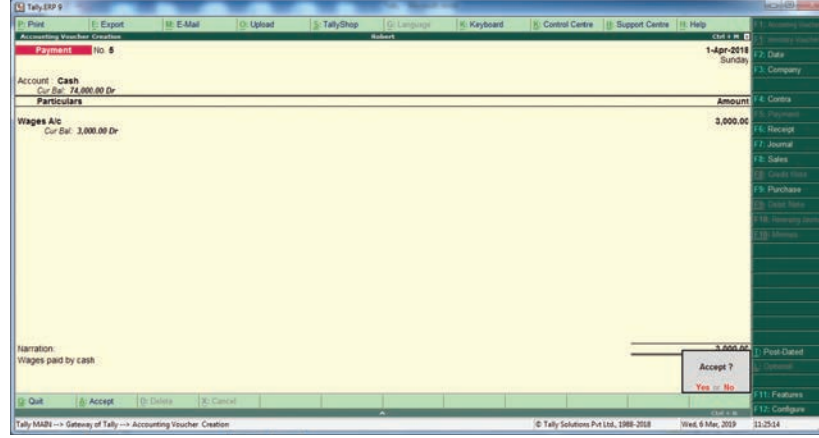 Tally.ERP 9
P: Print E: Export M: E-Mail O: Upload S: TallyShop G: Language K: Keyboard K: Control Centre H: Support Centre H: Help
Accounting Voucher Creation Robert Ctrl + M
Payment No. 5 1-Apr-2018
Sunday
F2: Date
F3: Company
Account : Cash
Cur Bal: 74,000.00 Dr
Particulars Amount
F4: Contra
F5: Payment
Wages A/c 3,000.00
Cur Bal: 3,000.00 Dr
F6: Receipt
F7: Journal
F8: Sales
F9: Purchase
Narration:
Wages paid by cash
3,000.00
Accept ?
Yes or No
T: Post-Dated
L: Optional
Q: Quit A: Accept D: Delete X: Cancel
F11: Features
F12: Configure
Ctrl + N
Tally MAIN --> Gateway of Tally --> Accounting Voucher Creation © Tally Solutions Pvt Ltd., 1988-2018 Wed, 6 Mar, 2019 11:25:14